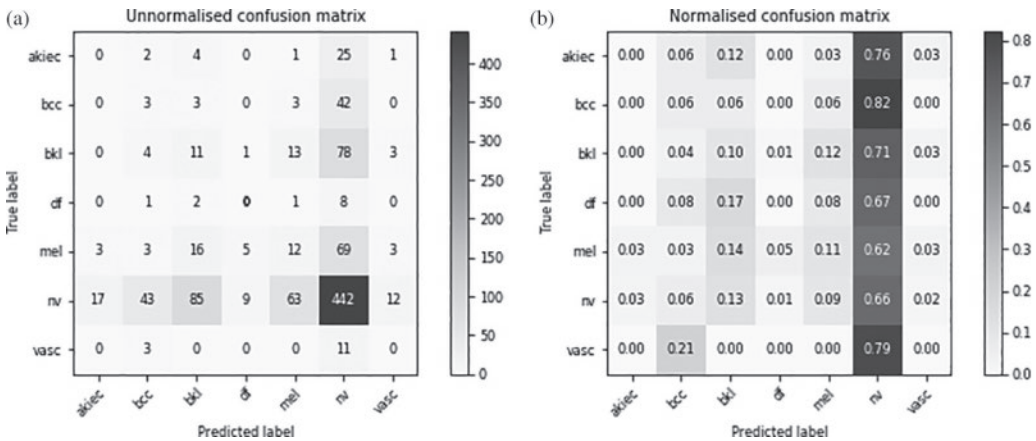 (a) Unnormalised confusion matrix
akiec 0 2 4 0 1 25 1
bcc 0 3 3 0 3 42 0
bkl 0 4 11 1 13 78 3
df 0 1 2 0 1 8 0
mel 3 3 16 5 12 69 3
nv 17 43 85 9 63 442 12
vasc 0 3 0 0 0 11 0
akiec bcc bkl df mel nv vasc
True label
Predicted label
400
350
300
250
200
150
100
50
0
(b) Normalised confusion matrix
akiec 0.00 0.06 0.12 0.00 0.03 0.76 0.03
bcc 0.00 0.06 0.06 0.00 0.06 0.82 0.00
bkl 0.00 0.04 0.10 0.01 0.12 0.71 0.03
df 0.00 0.08 0.17 0.00 0.08 0.67 0.00
mel 0.03 0.03 0.14 0.05 0.11 0.62 0.03
nv 0.03 0.06 0.13 0.01 0.09 0.66 0.02
vasc 0.00 0.21 0.00 0.00 0.00 0.79 0.00
akiec bcc bkl df mel nv vasc
True label
Predicted label
0.8
0.7
0.6
0.5
0.4
0.3
0.2
0.1
0.0